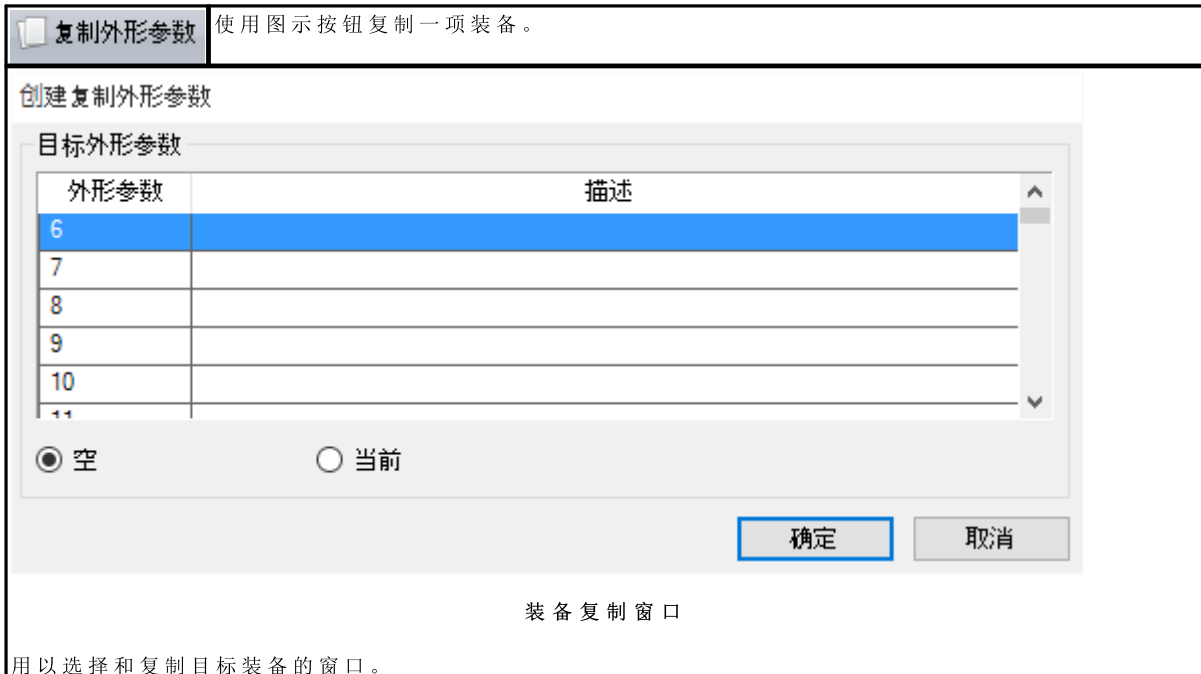 复制外形参数 使用图示按钮复制一项装备。
创建复制外形参数
目标外形参数
外形参数 描述
6
7
8
9
10
11
空 当前
确定 取消
装备复制窗口
用以选择和复制目标装备的窗口。